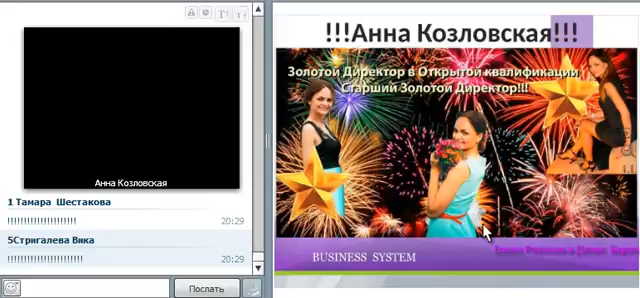 Анна Козловская
1 Тамара Шестакова
!!!!!!!!!!!!!!!!!!!!!
20:29
5Стригалева Вика
!!!!!!!!!!!!!!!!!!!!!!!
20:29
Послать
!!!Анна Козловская!!!
Золотой Директор в Открытой квалификации
Старший Золотой Директор!!!
BUSINESS SYSTEM